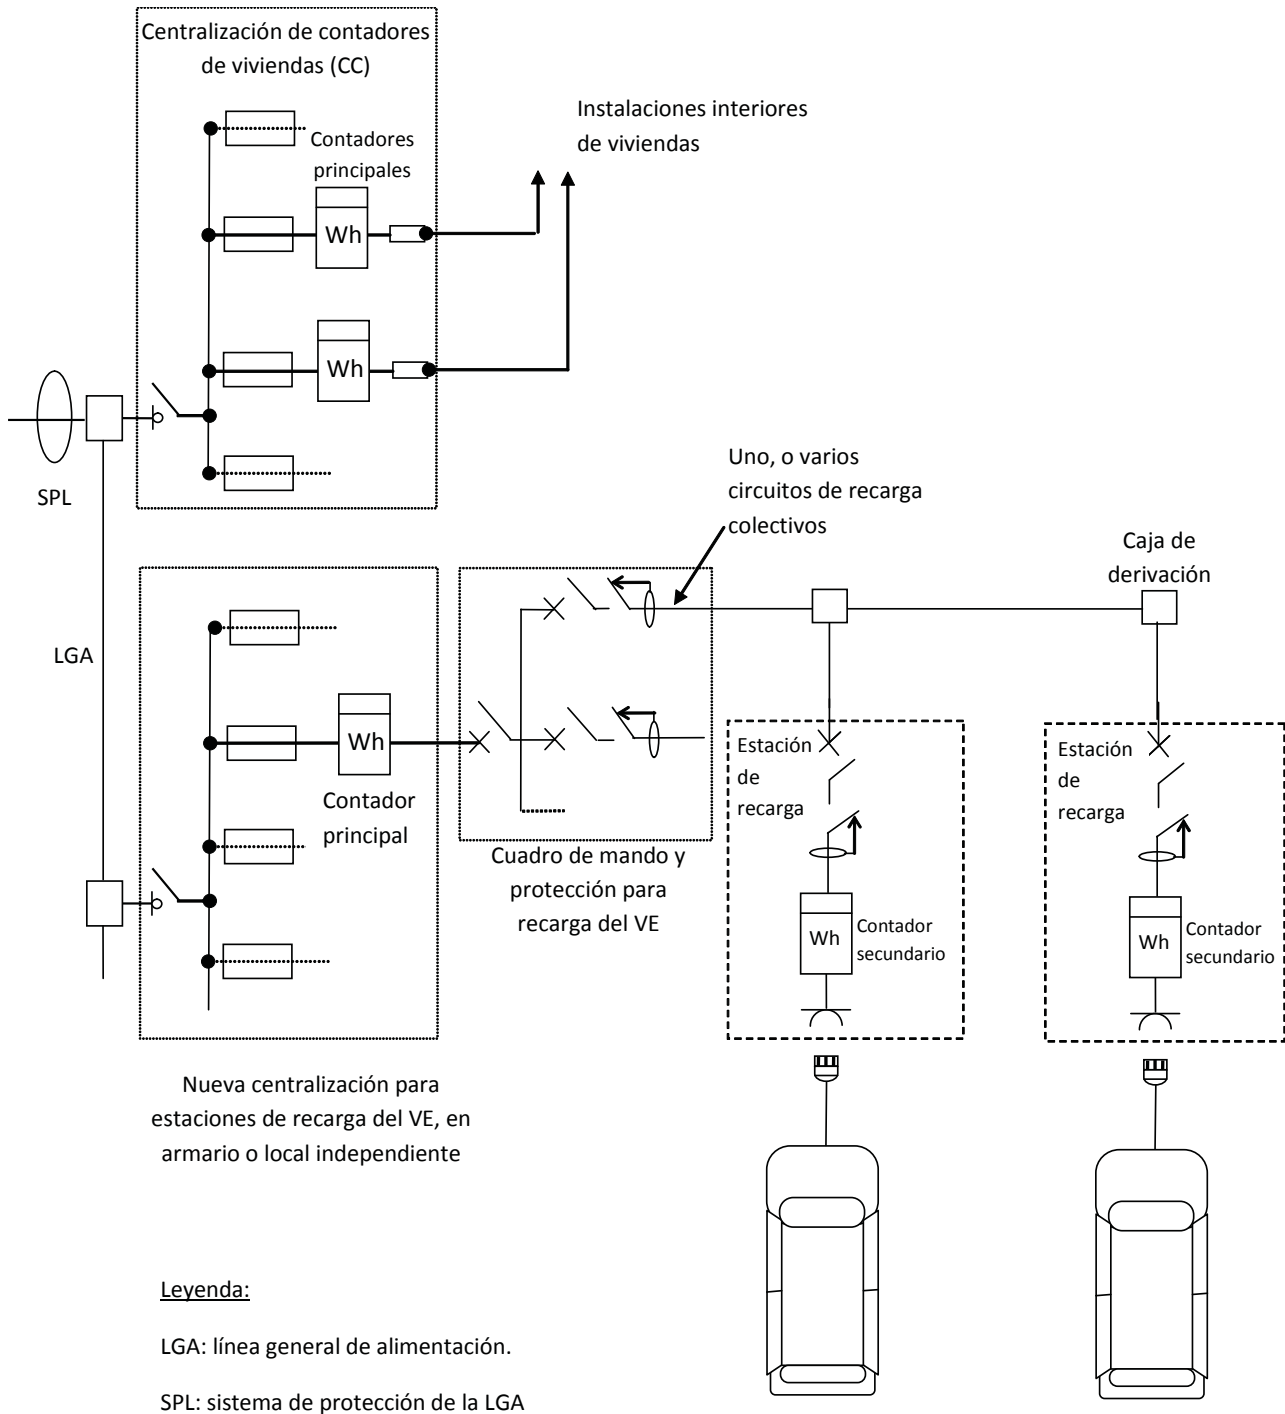 Centralización de contadores
de viviendas (CC)
Contadores
principales
Wh
Wh
Instalaciones interiores
de viviendas
SPL
LGA
Uno, o varios
circuitos de recarga
colectivos
Caja de
derivación
Wh
Contador
principal
Cuadro de mando y
protección para
recarga del VE
Estación
de
recarga
Wh
Contador
secundario
Estación
de
recarga
Wh
Contador
secundario
Nueva centralización para
estaciones de recarga del VE, en
armario o local independiente
Leyenda:
LGA: línea general de alimentación.
SPL: sistema de protección de la LGA